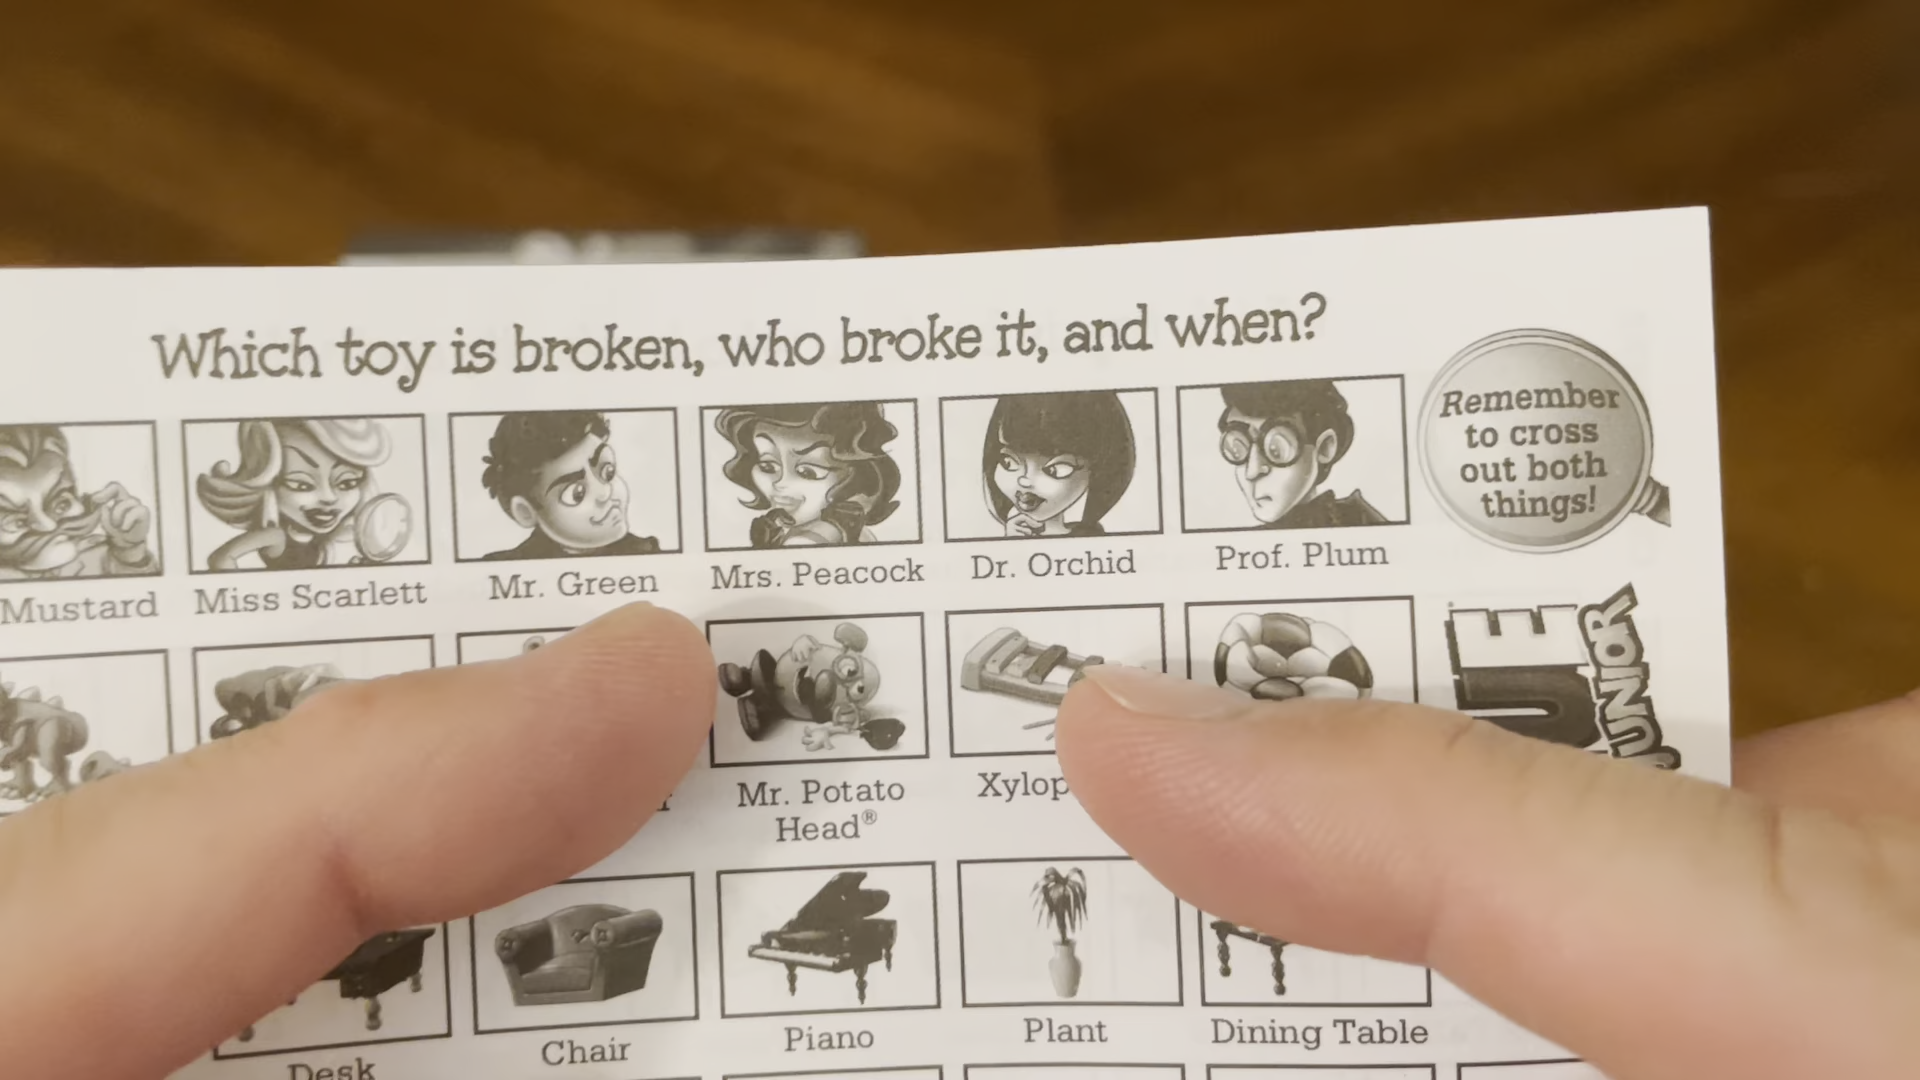 Which toy is broken, who broke it, and when?
Remember
to cross
out both
things!
Mustard
Miss Scarlett
Mr. Green
Mrs. Peacock
Dr. Orchid
Prof. Plum
JUNIOR
Mr. Potato
Head®
Desk
Chair
Piano
Plant
Dining Table